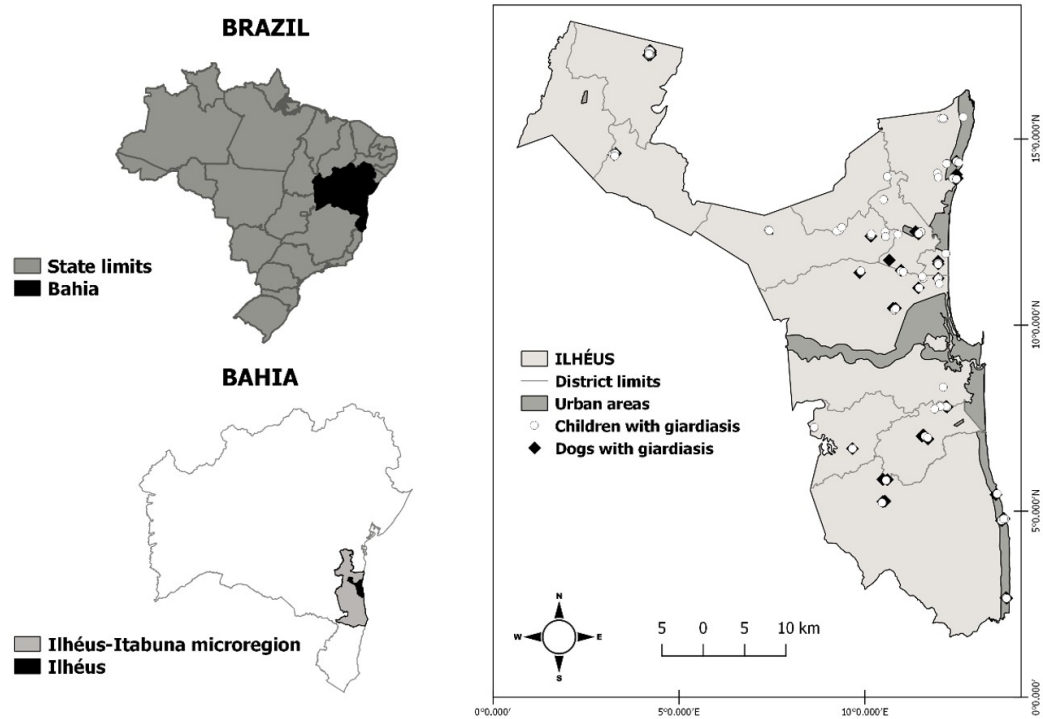 BRAZIL
State limits
Bahia
BAHIA
Ilhéus-Itabuna microregion
Ilhéus
ILHÉUS
District limits
Urban areas
Children with giardiasis
Dogs with giardiasis
N
W E
S
5 0 5 10 km
15°0.000'N
10°0.000'N
5°0.000'N
0°0.000'
0°0.000' 5°0.000'E 10°0.000'E